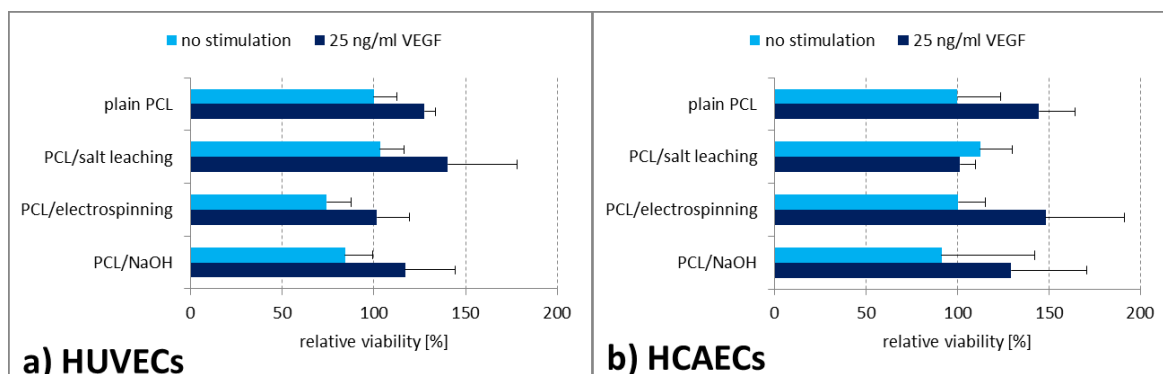 no stimulation 25 ng/ml VEGF
plain PCL
PCL/salt leaching
PCL/electrospinning
PCL/NaOH
0 50 100 150 200
relative viability [%]
a) HUVECs
no stimulation 25 ng/ml VEGF
plain PCL
PCL/salt leaching
PCL/electrospinning
PCL/NaOH
0 50 100 150 200
relative viability [%]
b) HCAECs